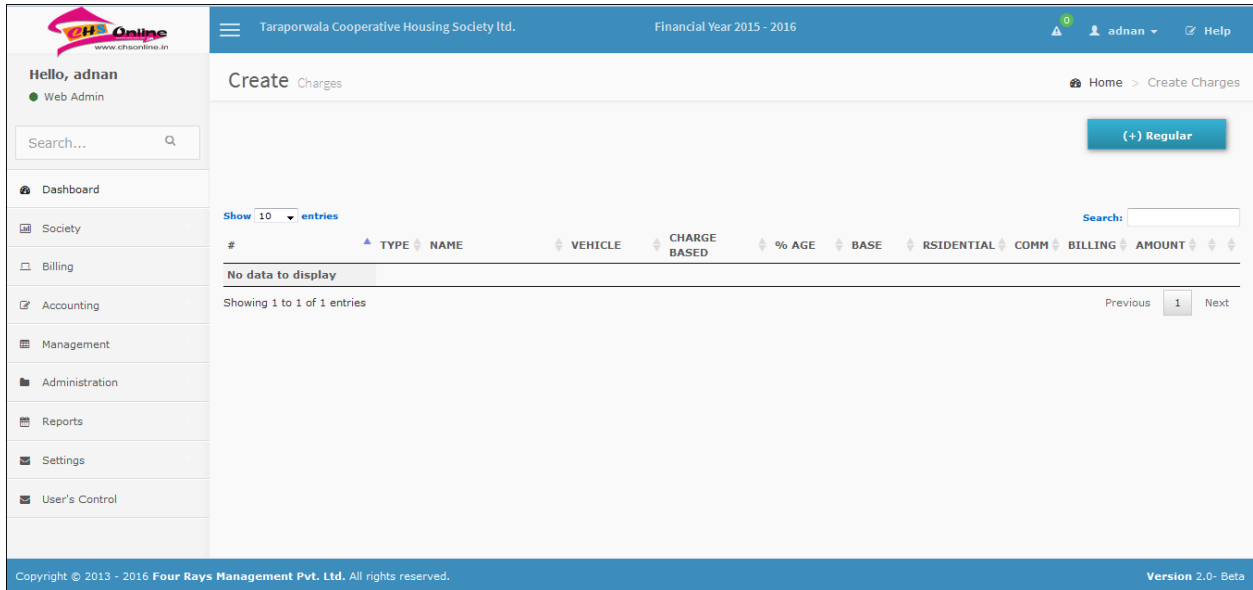 CHS Online
www.chsonline.in
Taraporwala Cooperative Housing Society ltd.
Financial Year 2015 - 2016
0
adnan
Help
Hello, adnan
Web Admin
Create Charges
Home > Create Charges
Search...
(+) Regular
Dashboard
Society
Billing
Accounting
Management
Administration
Reports
Settings
User's Control
Show 10 entries
Search:
# TYPE NAME VEHICLE CHARGE BASED % AGE BASE RSIDENTIAL COMM BILLING AMOUNT
No data to display
Showing 1 to 1 of 1 entries
Previous 1 Next
Copyright © 2013 - 2016 Four Rays Management Pvt. Ltd. All rights reserved.
Version 2.0- Beta